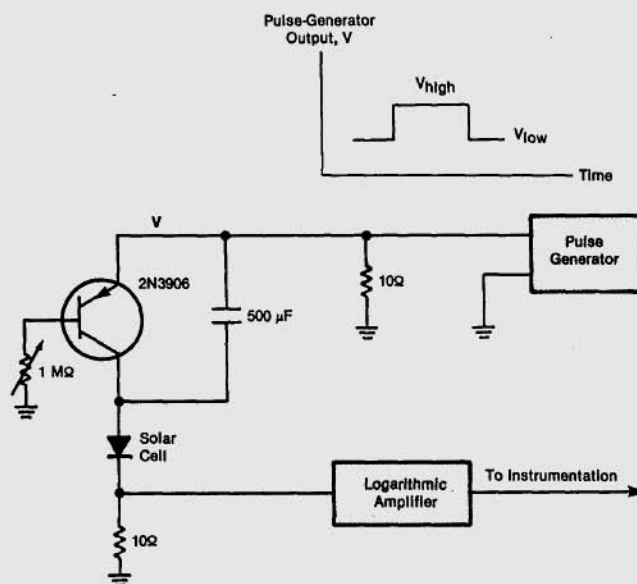 Pulse-Generator
Output, V
Vhigh
Vlow
Time
V
Pulse
Generator
2N3906
10Ω
500 μF
1 MΩ
Solar
Cell
Logarithmic
Amplifier
To Instrumentation
10Ω